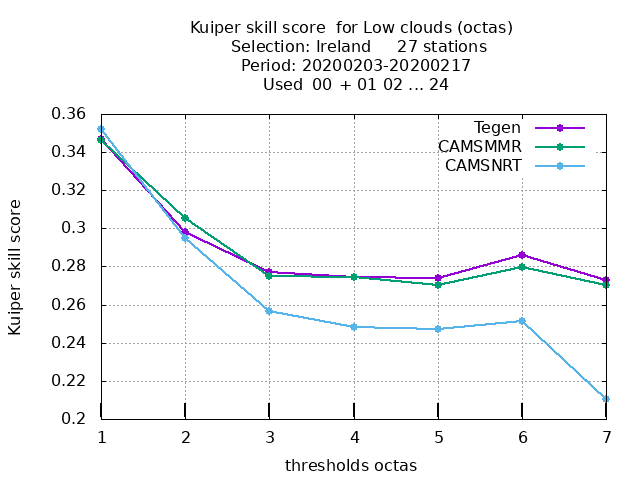 Kuiper skill score  for Low clouds (octas)
Selection: Ireland     27 stations
Period: 20200203-20200217
Used  00 + 01 02 ... 24
0.36
0.34
0.32
0.3
0.28
0.26
0.24
0.22
0.2
Kuiper skill score
Tegen
CAMSMMR
CAMSNRT
1 2 3 4 5 6 7
thresholds octas